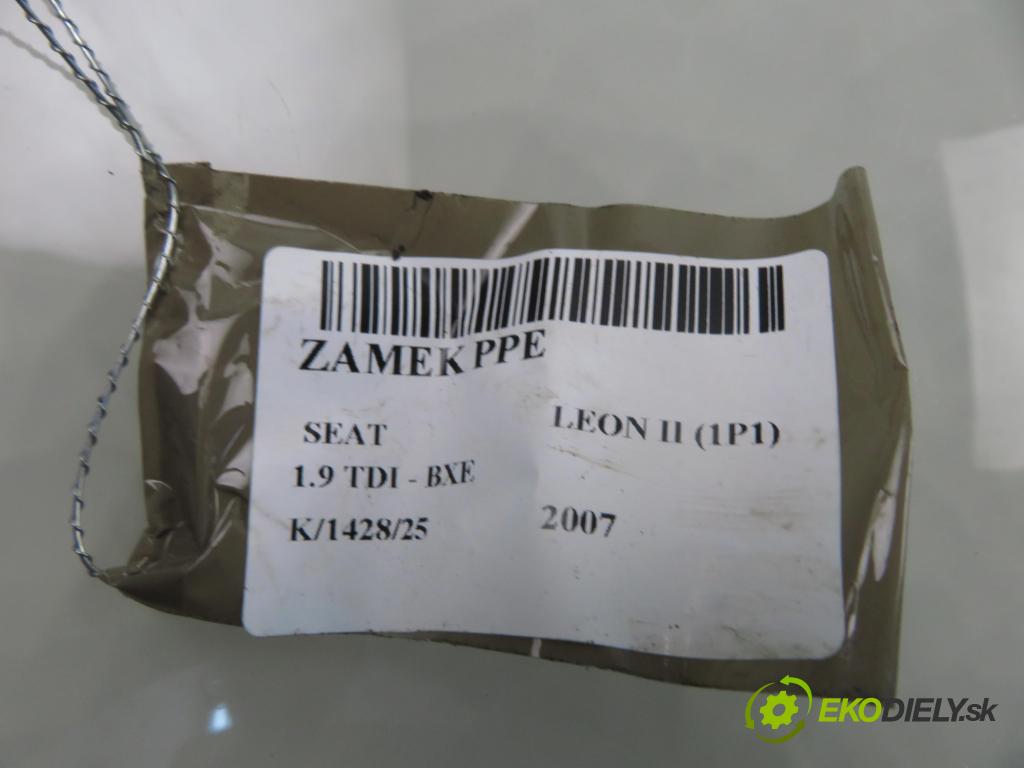 ZAMEK PPE
SEAT LEON II (1P1)
1.9 TDI - BXE
K/1428/25 2007
EKODIELY.sk